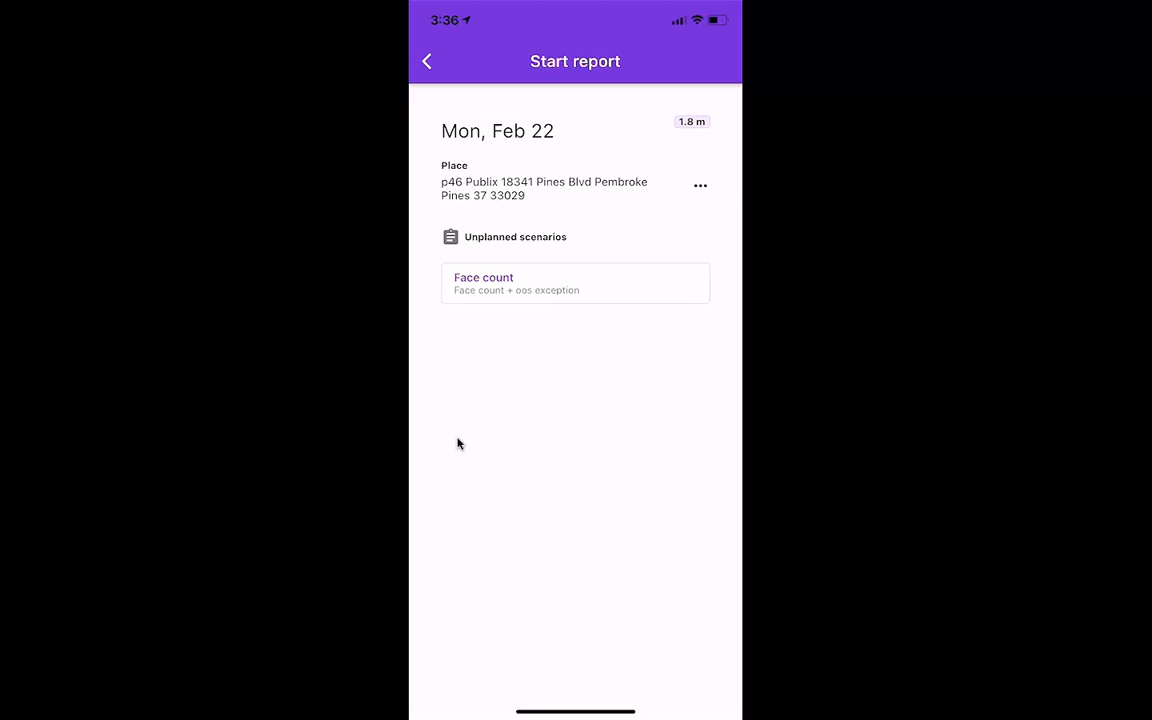 3:36
Start report
Mon, Feb 22
1.8 m
Place
p46 Publix 18341 Pines Blvd Pembroke
Pines 37 33029
Unplanned scenarios
Face count
Face count + oos exception